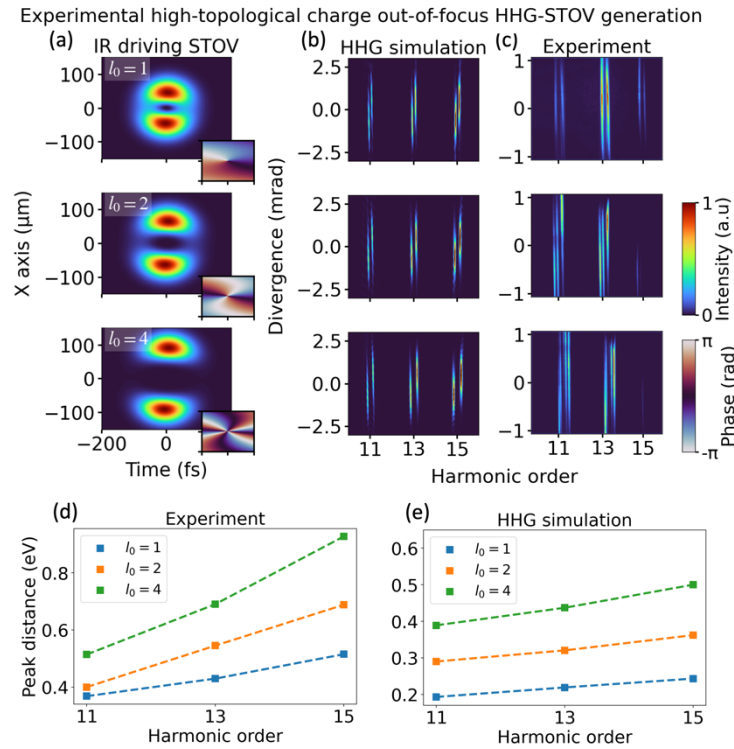 Experimental high-topological charge out-of-focus HHG-STOV generation
(a) IR driving STOV
(b) HHG simulation
(c) Experiment
l₀ = 1
100
0
−100
2.5
0.0
−2.5
1
0
−1
l₀ = 2
100
0
−100
2.5
0.0
−2.5
1
0
−1
l₀ = 4
100
0
−100
2.5
0.0
−2.5
1
0
−1
X axis (μm)
Divergence (mrad)
1
0
Intensity (a.u)
π
-π
Phase (rad)
−200 0 200
Time (fs)
11 13 15
11 13 15
Harmonic order
(d) Experiment
l₀ = 1
l₀ = 2
l₀ = 4
Peak distance (eV)
0.8
0.6
0.4
11 13 15
Harmonic order
(e) HHG simulation
l₀ = 1
l₀ = 2
l₀ = 4
0.6
0.5
0.4
0.3
0.2
11 13 15
Harmonic order